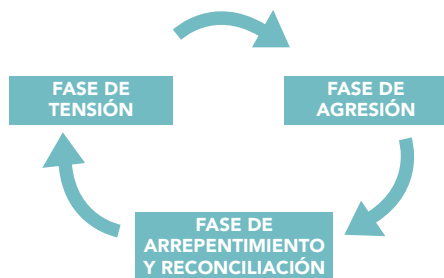 FASE DE
TENSIÓN
FASE DE
AGRESIÓN
FASE DE
ARREPENTIMIENTO
Y RECONCILIACIÓN